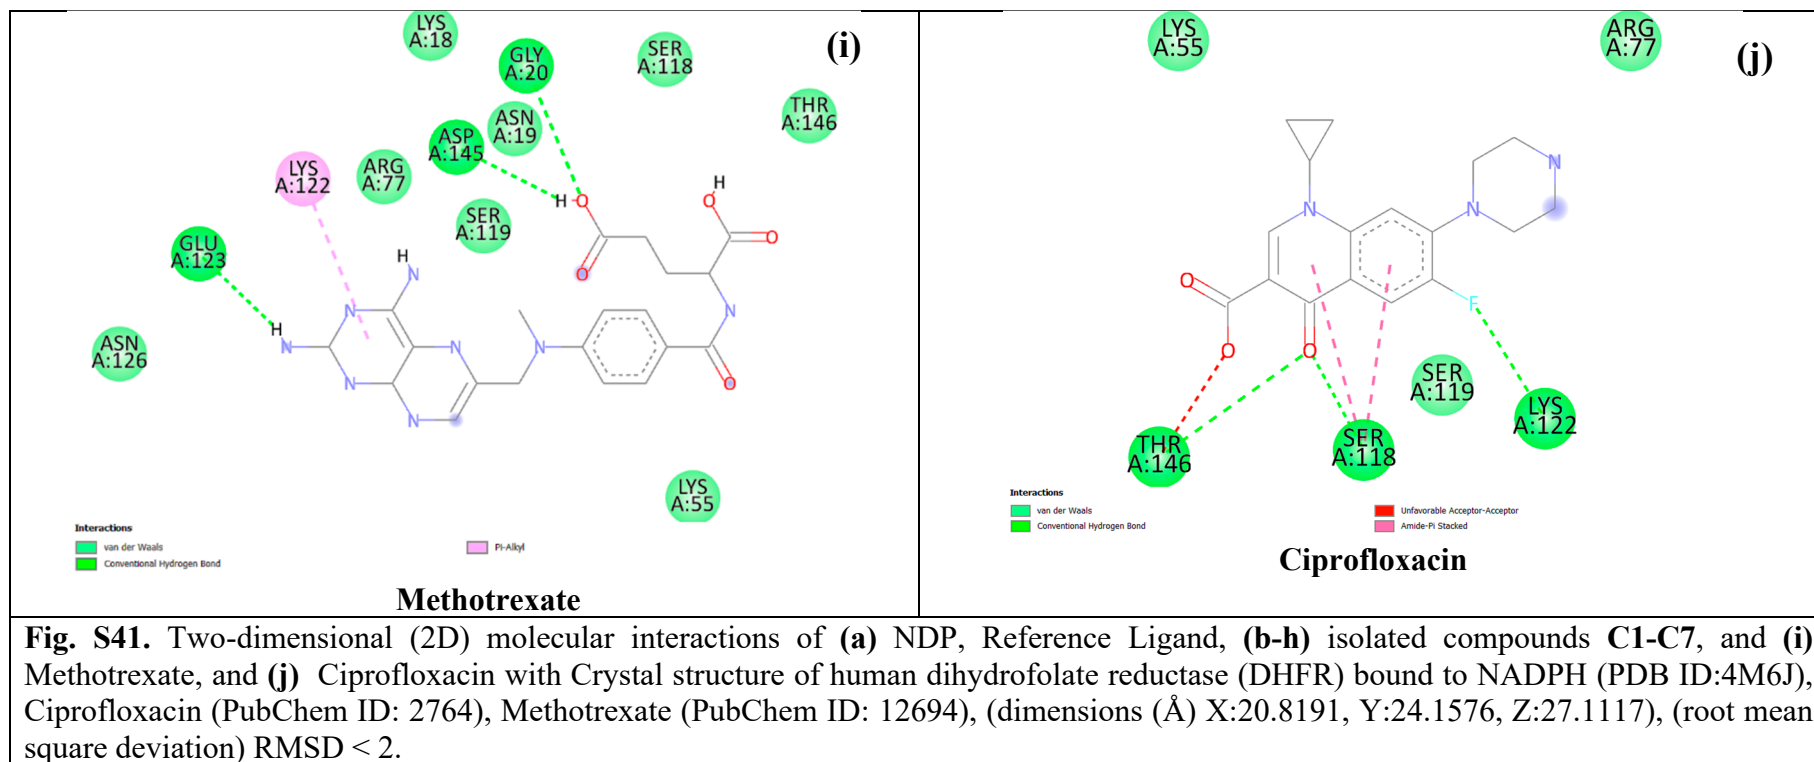 (i)
LYS
A:18
GLY
A:20
SER
A:118
THR
A:146
ASN
A:19
ASP
A:145
LYS
A:122
ARG
A:77
SER
A:119
GLU
A:123
ASN
A:126
LYS
A:55
H
O
H
O
O
O
H
N
N
H
N
N
N
N
N
N
O
Interactions
van der Waals
Conventional Hydrogen Bond
Pi-Alkyl
Methotrexate
(j)
LYS
A:55
ARG
A:77
N
N
N
O
O
O
F
SER
A:119
LYS
A:122
THR
A:146
SER
A:118
Interactions
van der Waals
Conventional Hydrogen Bond
Unfavorable Acceptor-Acceptor
Amide-Pi Stacked
Ciprofloxacin
Fig. S41. Two-dimensional (2D) molecular interactions of (a) NDP, Reference Ligand, (b-h) isolated compounds C1-C7, and (i)
Methotrexate, and (j) Ciprofloxacin with Crystal structure of human dihydrofolate reductase (DHFR) bound to NADPH (PDB ID:4M6J),
Ciprofloxacin (PubChem ID: 2764), Methotrexate (PubChem ID: 12694), (dimensions (Å) X:20.8191, Y:24.1576, Z:27.1117), (root mean
square deviation) RMSD < 2.